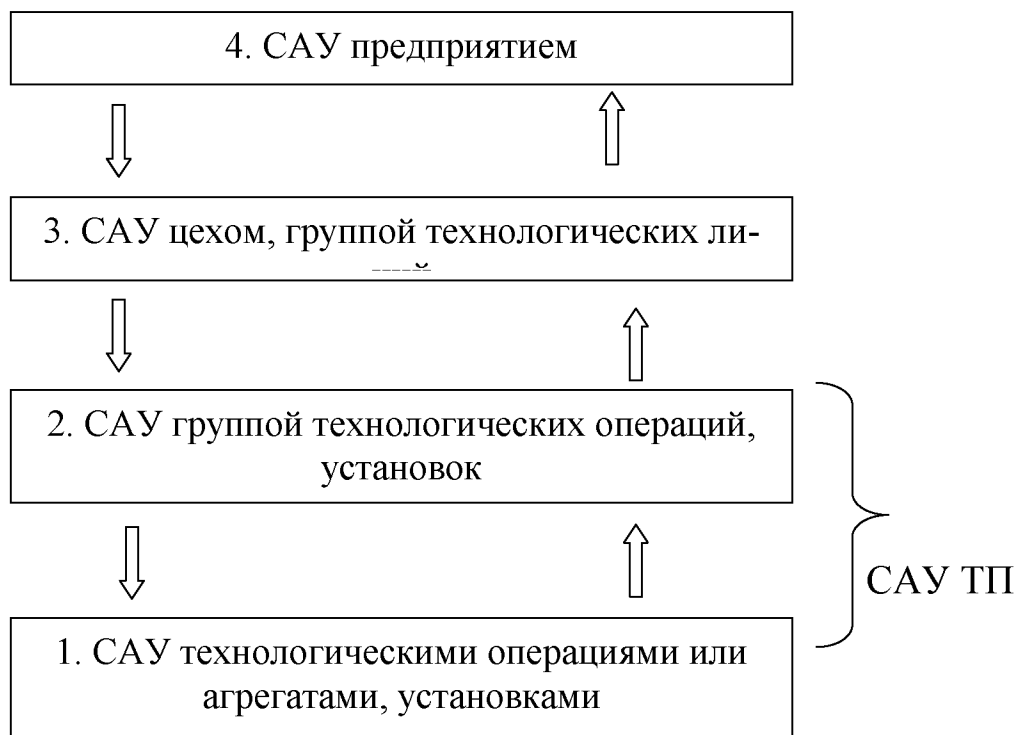 4. САУ предприятием
3. САУ цехом, группой технологических ли-
2. САУ группой технологических операций,
установок
САУ ТП
1. САУ технологическими операциями или
агрегатами, установками